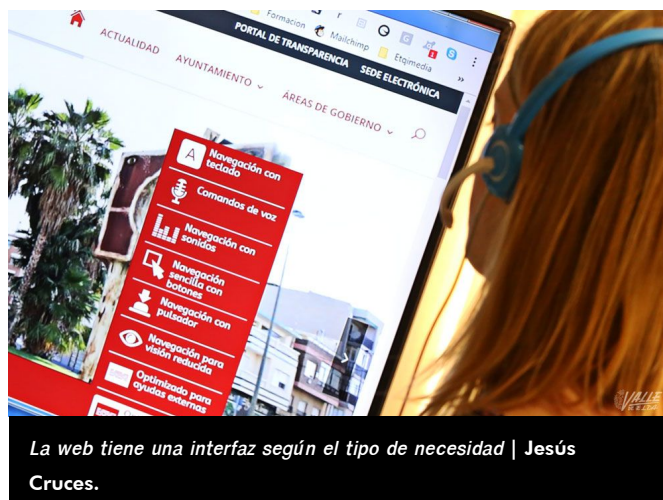 Formacion
Mailchimp
Etqimedia
»
PORTAL DE TRANSPARENCIA SEDE ELECTRÓNICA
ACTUALIDAD AYUNTAMIENTO ÁREAS DE GOBIERNO
A Navegación con
teclado
Comandos de voz
Navegación con
sonidos
Navegación
sencilla con
botones
Navegación con
pulsador
Navegación para
visión reducida
Optimizado para
ayudas externas
VALLE
La web tiene una interfaz según el tipo de necesidad | Jesús
Cruces.